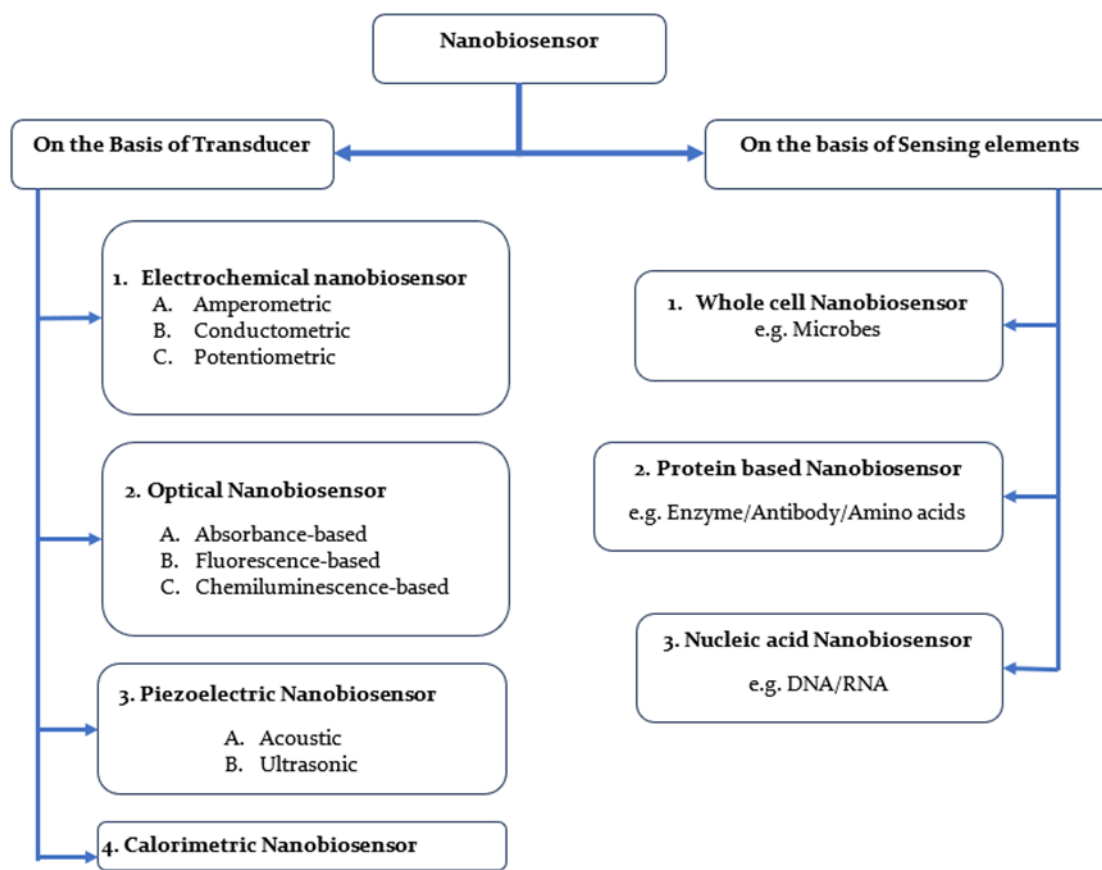 Nanobiosensor
On the Basis of Transducer
On the basis of Sensing elements
1. Electrochemical nanobiosensor
A. Amperometric
B. Conductometric
C. Potentiometric
2. Optical Nanobiosensor
A. Absorbance-based
B. Fluorescence-based
C. Chemiluminescence-based
3. Piezoelectric Nanobiosensor
A. Acoustic
B. Ultrasonic
4. Calorimetric Nanobiosensor
1. Whole cell Nanobiosensor
e.g. Microbes
2. Protein based Nanobiosensor
e.g. Enzyme/Antibody/Amino acids
3. Nucleic acid Nanobiosensor
e.g. DNA/RNA